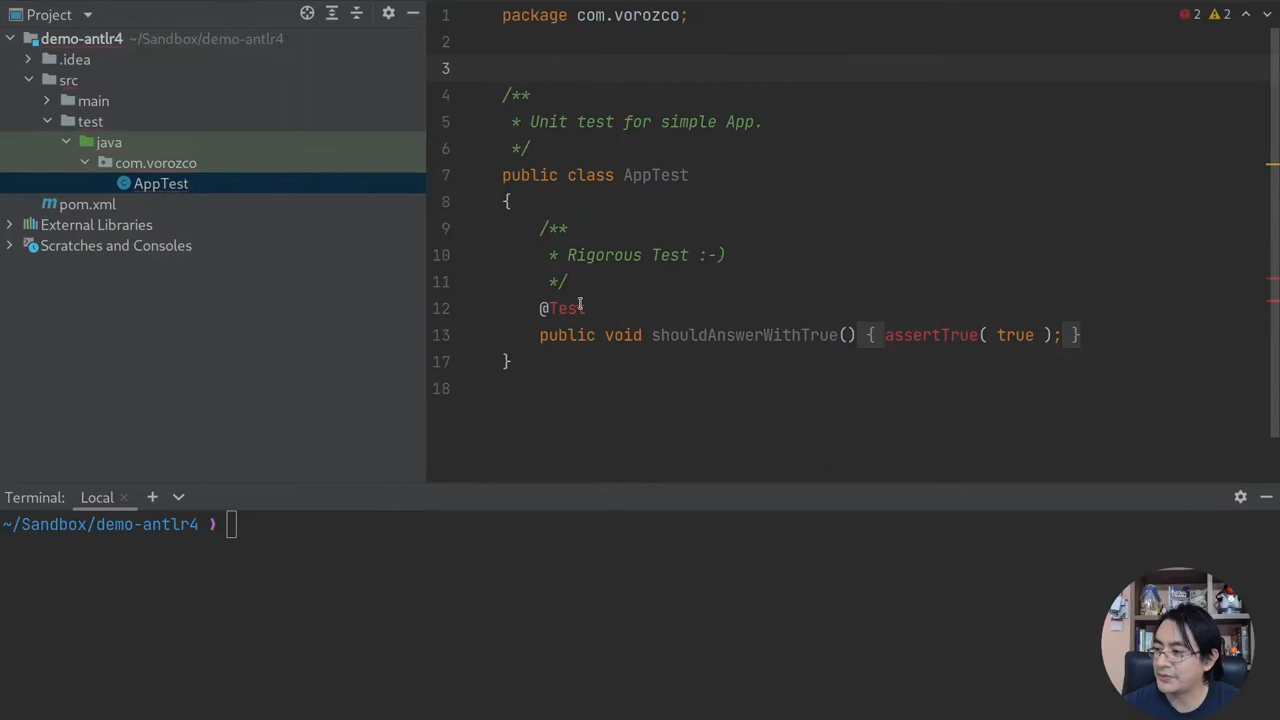 Project
demo-antlr4 ~/Sandbox/demo-antlr4
.idea
src
main
test
java
com.vorozco
AppTest
pom.xml
External Libraries
Scratches and Consoles
1 package com.vorozco;
2
3
4 /**
5 * Unit test for simple App.
6 */
7 public class AppTest
8 {
9 /**
10 * Rigorous Test :-)
11 */
12 @Test
13 public void shouldAnswerWithTrue() { assertTrue( true ); }
17 }
18
2 2
Terminal: Local
~/Sandbox/demo-antlr4 ❯